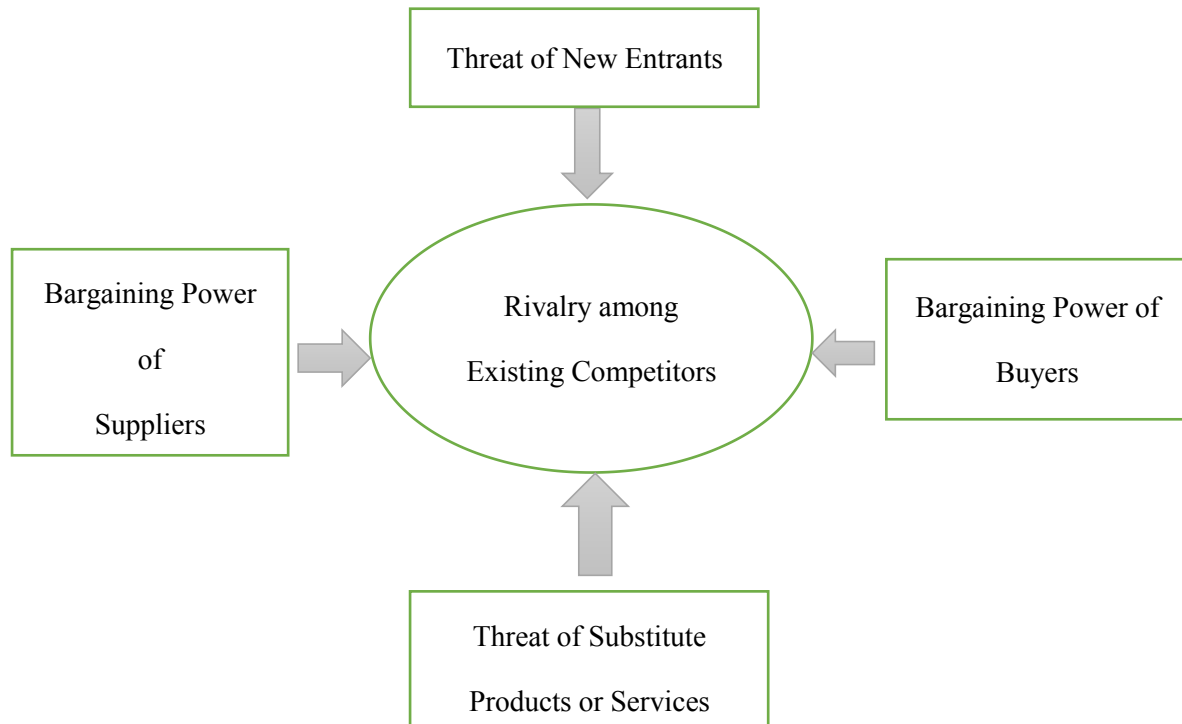 Threat of New Entrants
Bargaining Power
of
Suppliers
Rivalry among
Existing Competitors
Bargaining Power of
Buyers
Threat of Substitute
Products or Services